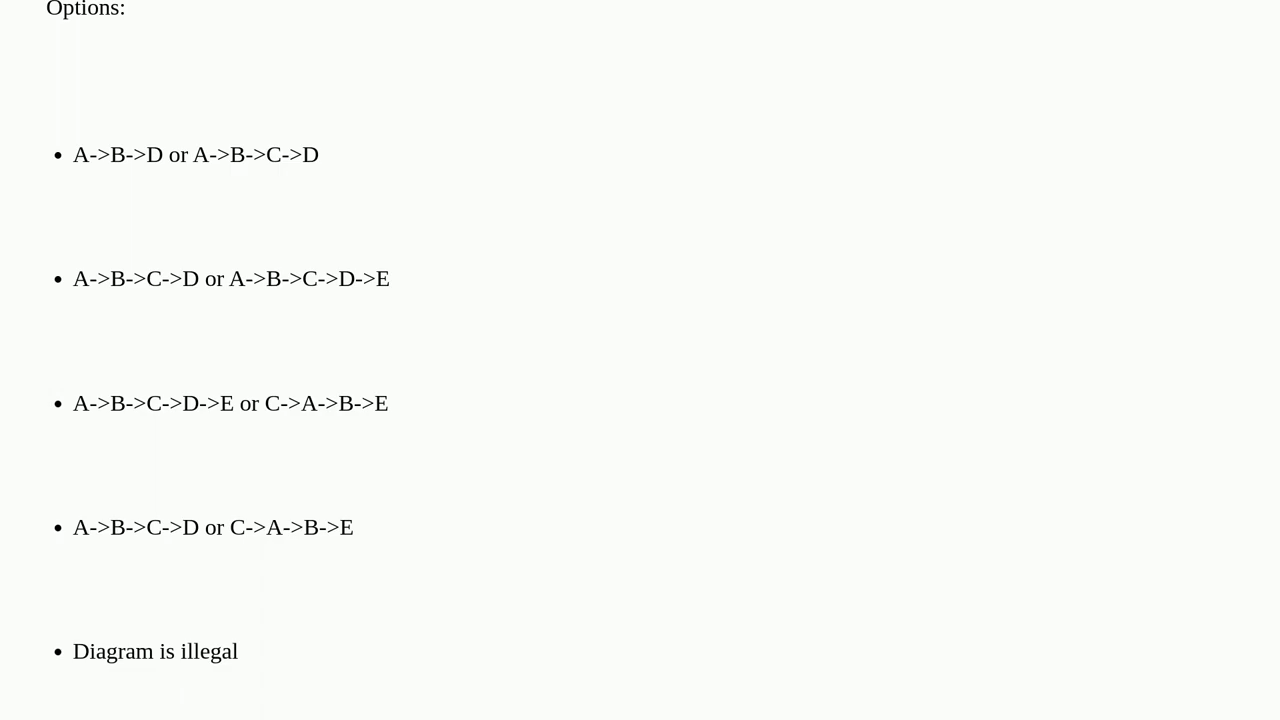 Options:
• A->B->D or A->B->C->D
• A->B->C->D or A->B->C->D->E
• A->B->C->D->E or C->A->B->E
• A->B->C->D or C->A->B->E
• Diagram is illegal